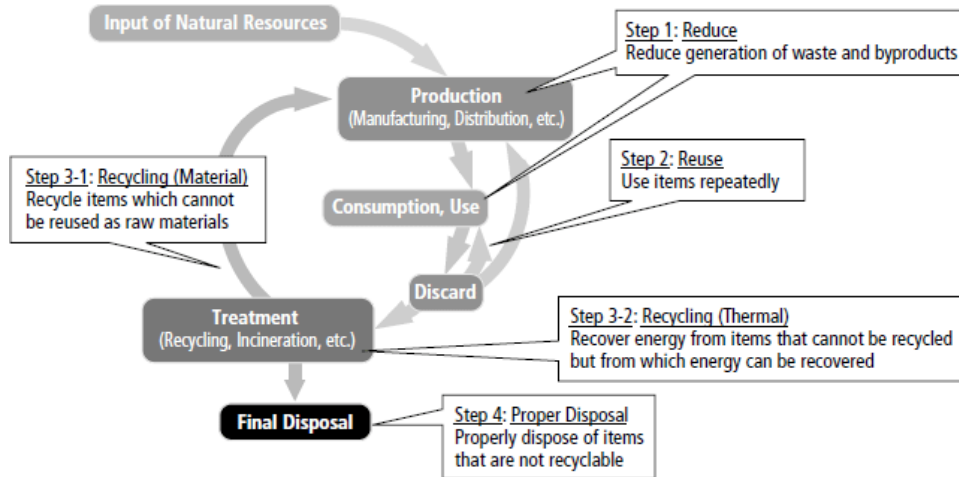 Input of Natural Resources
Step 1: Reduce
Reduce generation of waste and byproducts
Production
(Manufacturing, Distribution, etc.)
Step 3-1: Recycling (Material)
Recycle items which cannot
be reused as raw materials
Step 2: Reuse
Use items repeatedly
Consumption, Use
Discard
Treatment
(Recycling, Incineration, etc.)
Step 3-2: Recycling (Thermal)
Recover energy from items that cannot be recycled
but from which energy can be recovered
Final Disposal
Step 4: Proper Disposal
Properly dispose of items
that are not recyclable